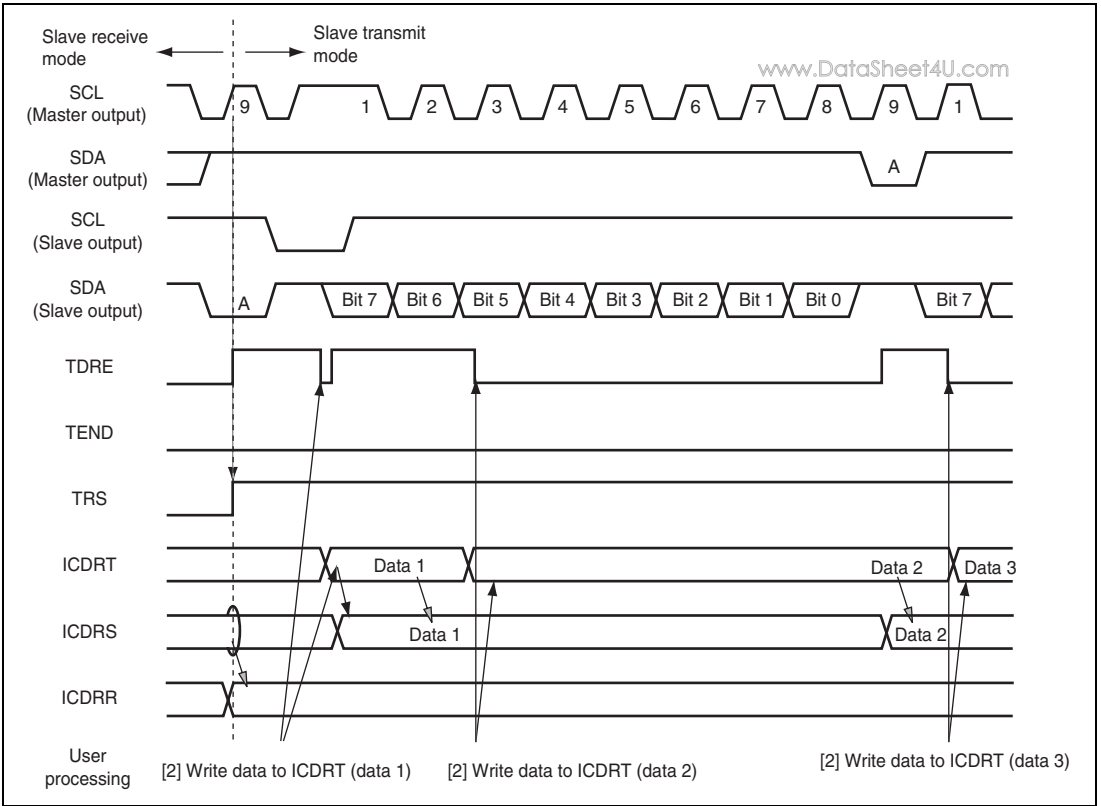 Slave receive
mode
Slave transmit
mode
www.DataSheet4U.com
SCL
(Master output)
9 1 2 3 4 5 6 7 8 9 1
SDA
(Master output)
A
SCL
(Slave output)
SDA
(Slave output)
A Bit 7 Bit 6 Bit 5 Bit 4 Bit 3 Bit 2 Bit 1 Bit 0 Bit 7
TDRE
TEND
TRS
ICDRT
Data 1 Data 2 Data 3
ICDRS
Data 1 Data 2
ICDRR
User
processing
[2] Write data to ICDRT (data 1)
[2] Write data to ICDRT (data 2)
[2] Write data to ICDRT (data 3)